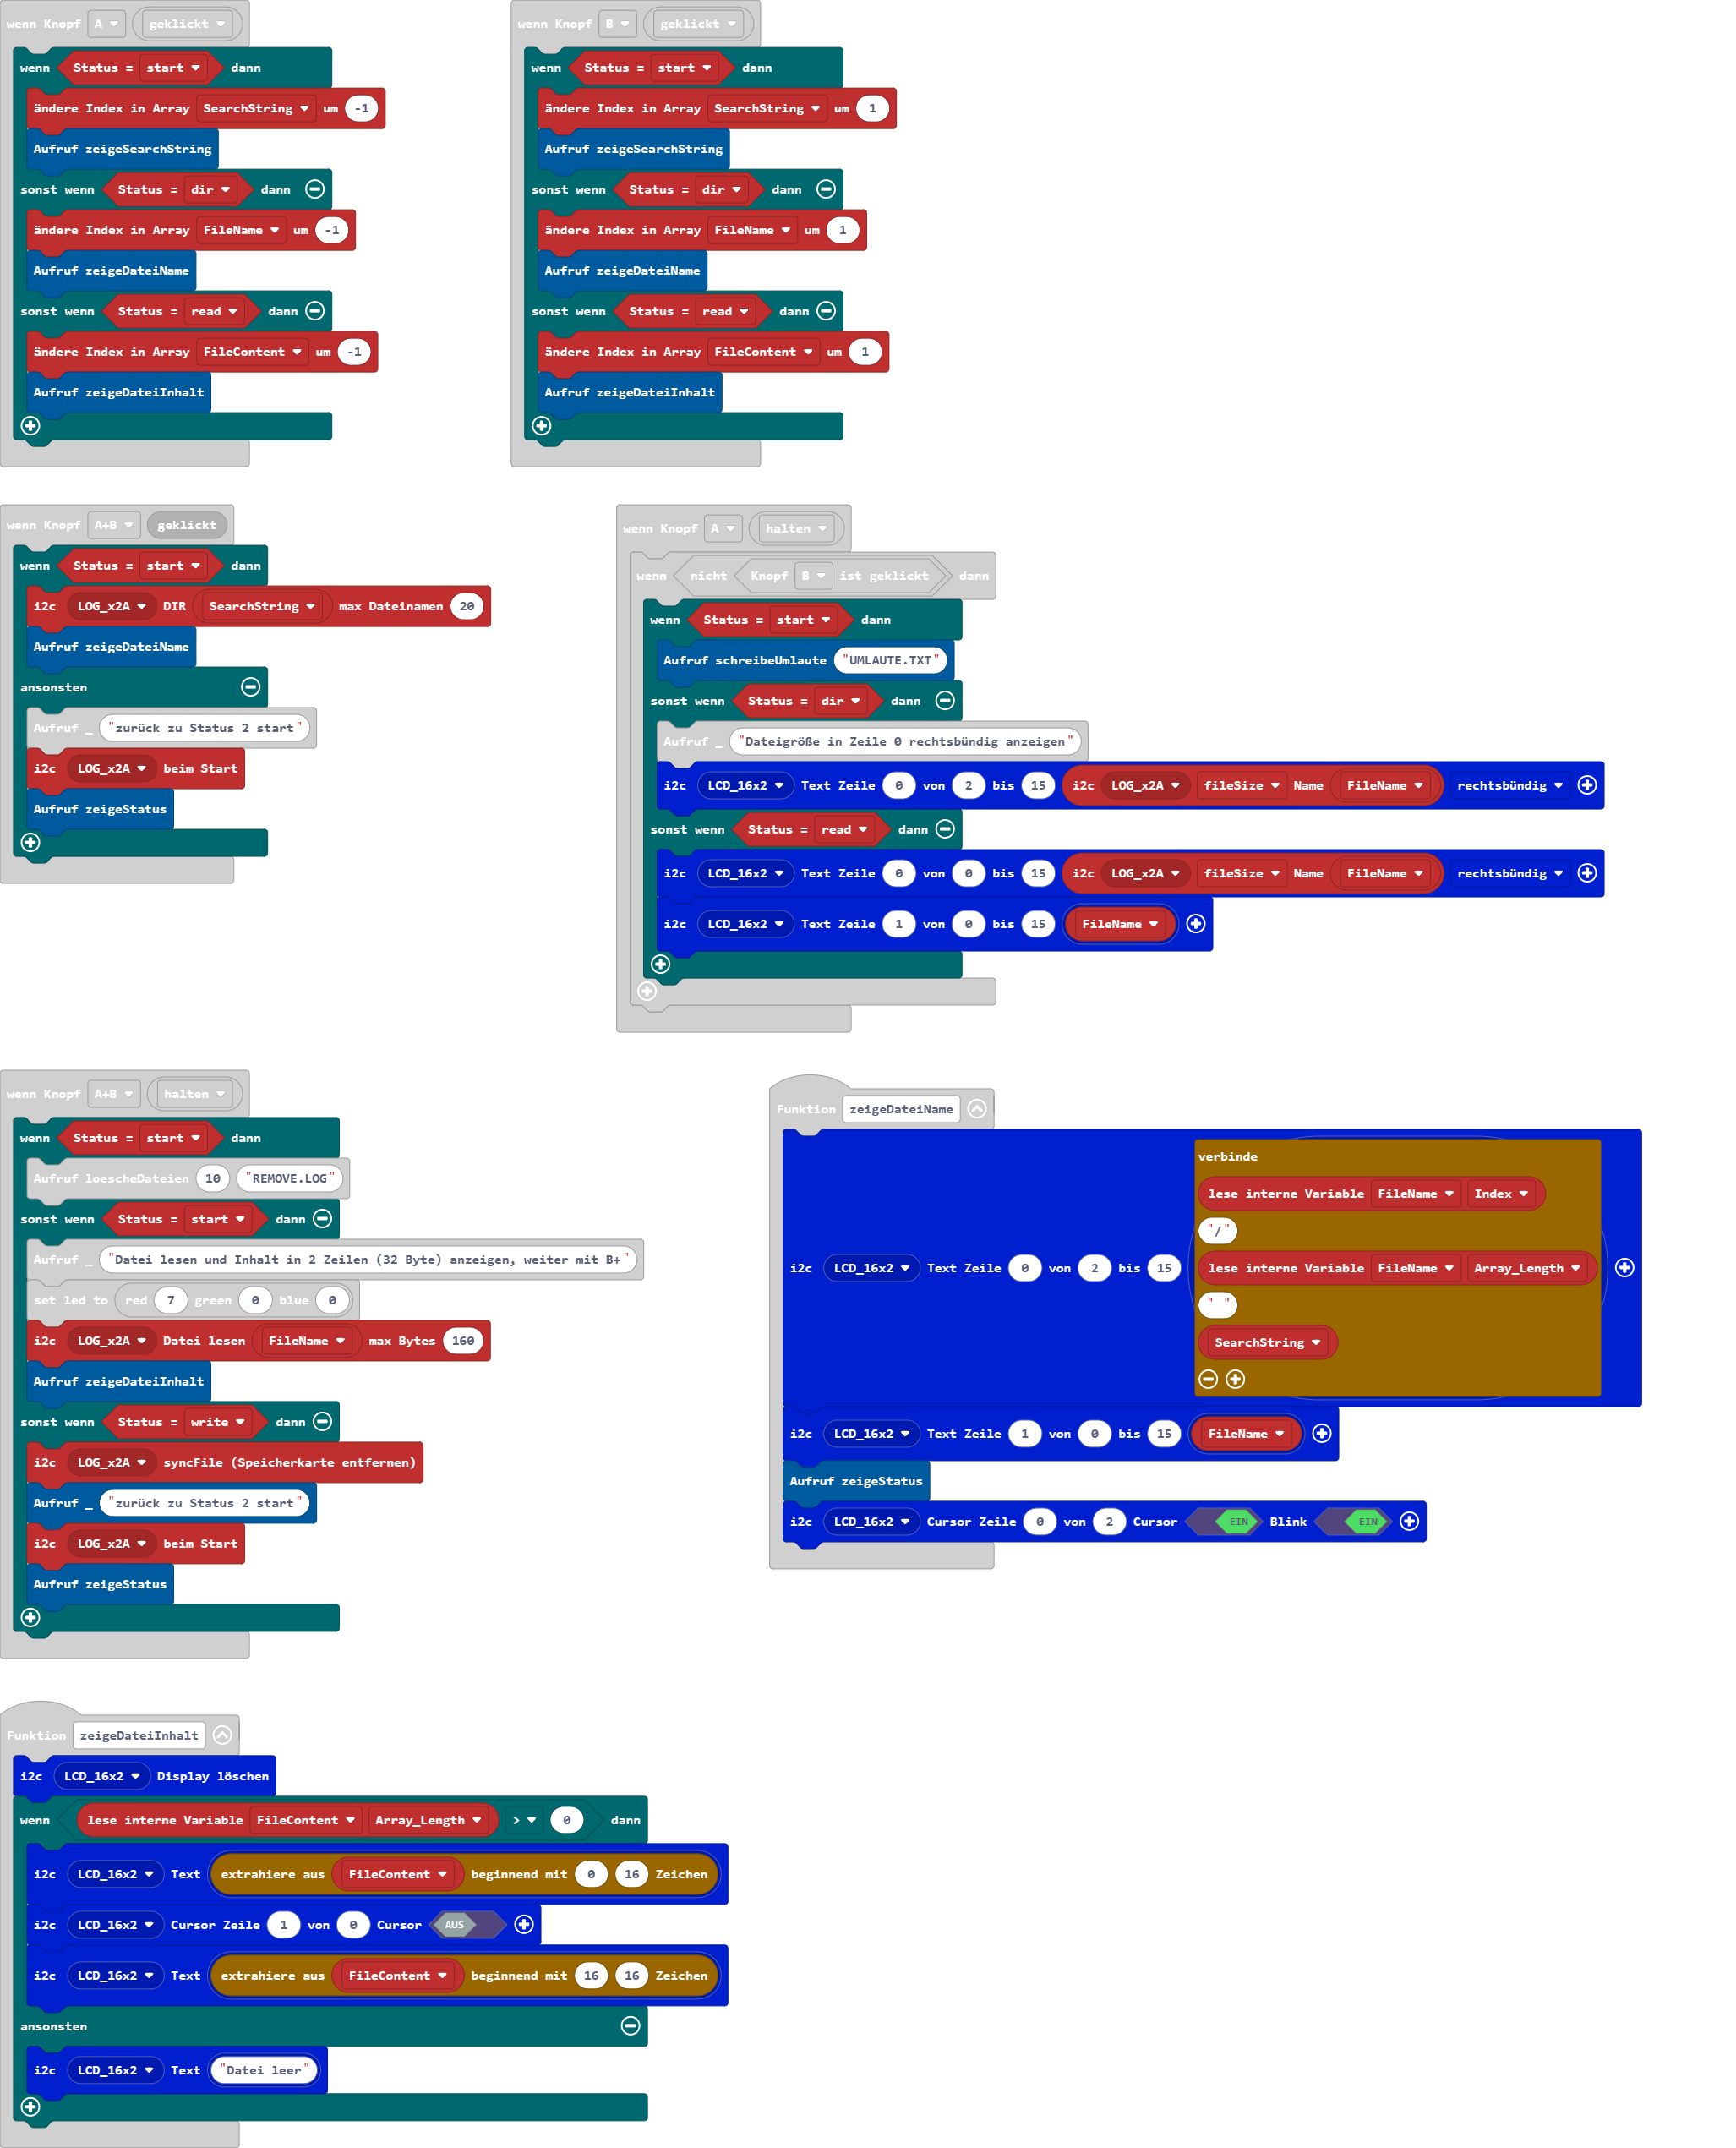 wenn Knopf A geklickt
wenn Status = start dann
ändere Index in Array SearchString um -1
Aufruf zeigeSearchString
sonst wenn Status = dir dann
ändere Index in Array FileName um -1
Aufruf zeigeDateiName
sonst wenn Status = read dann
ändere Index in Array FileContent um -1
Aufruf zeigeDateiInhalt
wenn Knopf B geklickt
wenn Status = start dann
ändere Index in Array SearchString um 1
Aufruf zeigeSearchString
sonst wenn Status = dir dann
ändere Index in Array FileName um 1
Aufruf zeigeDateiName
sonst wenn Status = read dann
ändere Index in Array FileContent um 1
Aufruf zeigeDateiInhalt
wenn Knopf A+B geklickt
wenn Status = start dann
i2c LOG_x2A DIR SearchString max Dateinamen 20
Aufruf zeigeDateiName
ansonsten
Aufruf _ "zurück zu Status 2 start"
i2c LOG_x2A beim Start
Aufruf zeigeStatus
wenn Knopf A halten
wenn nicht Knopf B ist geklickt dann
wenn Status = start dann
Aufruf schreibeUmlaute "UMLAUTE.TXT"
sonst wenn Status = dir dann
Aufruf _ "Dateigröße in Zeile 0 rechtsbündig anzeigen"
i2c LCD_16x2 Text Zeile 0 von 2 bis 15 i2c LOG_x2A fileSize Name FileName rechtsbündig
sonst wenn Status = read dann
i2c LCD_16x2 Text Zeile 0 von 0 bis 15 i2c LOG_x2A fileSize Name FileName rechtsbündig
i2c LCD_16x2 Text Zeile 1 von 0 bis 15 FileName
wenn Knopf A+B halten
wenn Status = start dann
Aufruf loescheDateien 10 "REMOVE.LOG"
sonst wenn Status = start dann
Aufruf _ "Datei lesen und Inhalt in 2 Zeilen (32 Byte) anzeigen, weiter mit B+"
set led to red 7 green 0 blue 0
i2c LOG_x2A Datei lesen FileName max Bytes 160
Aufruf zeigeDateiInhalt
sonst wenn Status = write dann
i2c LOG_x2A syncFile (Speicherkarte entfernen)
Aufruf _ "zurück zu Status 2 start"
i2c LOG_x2A beim Start
Aufruf zeigeStatus
Funktion zeigeDateiName
verbinde
lese interne Variable FileName Index
"/"
i2c LCD_16x2 Text Zeile 0 von 2 bis 15 lese interne Variable FileName Array_Length
" "
SearchString
i2c LCD_16x2 Text Zeile 1 von 0 bis 15 FileName
Aufruf zeigeStatus
i2c LCD_16x2 Cursor Zeile 0 von 2 Cursor EIN Blink EIN
Funktion zeigeDateiInhalt
i2c LCD_16x2 Display löschen
wenn lese interne Variable FileContent Array_Length > 0 dann
i2c LCD_16x2 Text extrahiere aus FileContent beginnend mit 0 16 Zeichen
i2c LCD_16x2 Cursor Zeile 1 von 0 Cursor AUS
i2c LCD_16x2 Text extrahiere aus FileContent beginnend mit 16 16 Zeichen
ansonsten
i2c LCD_16x2 Text "Datei leer"